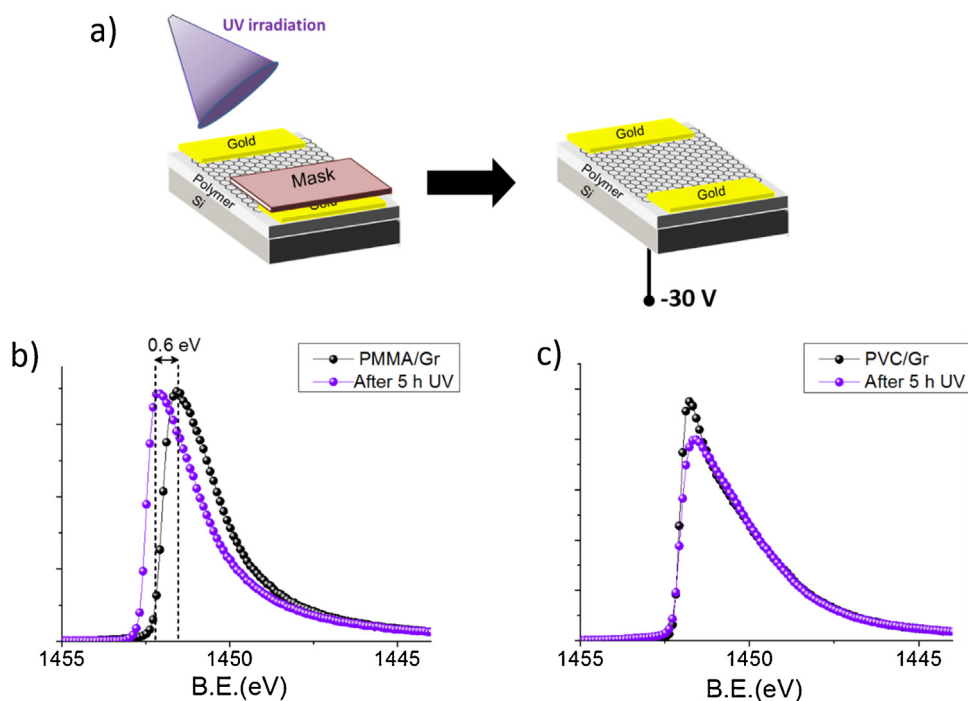 a)
UV irradiation
Gold
Mask
Gold
Polymer
Si
Gold
Gold
Polymer
Si
-30 V
b)
0.6 eV
PMMA/Gr
After 5 h UV
1455
1450
1445
B.E.(eV)
c)
PVC/Gr
After 5 h UV
1455
1450
1445
B.E.(eV)